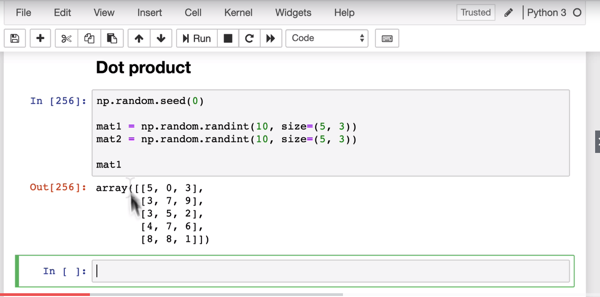 File Edit View Insert Cell Kernel Widgets Help Trusted Python 3
Run Code
Dot product
In [256]: np.random.seed(0)
mat1 = np.random.randint(10, size=(5, 3))
mat2 = np.random.randint(10, size=(5, 3))
mat1
Out[256]: array([[5, 0, 3],
[3, 7, 9],
[3, 5, 2],
[4, 7, 6],
[8, 8, 1]])
In [ ]: